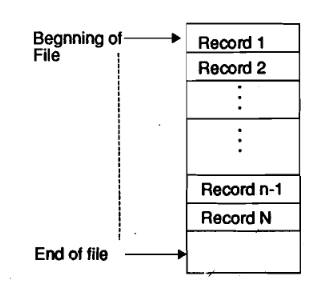 Begnning of
File
Record 1
Record 2
⋮
⋮
Record n-1
Record N
End of file